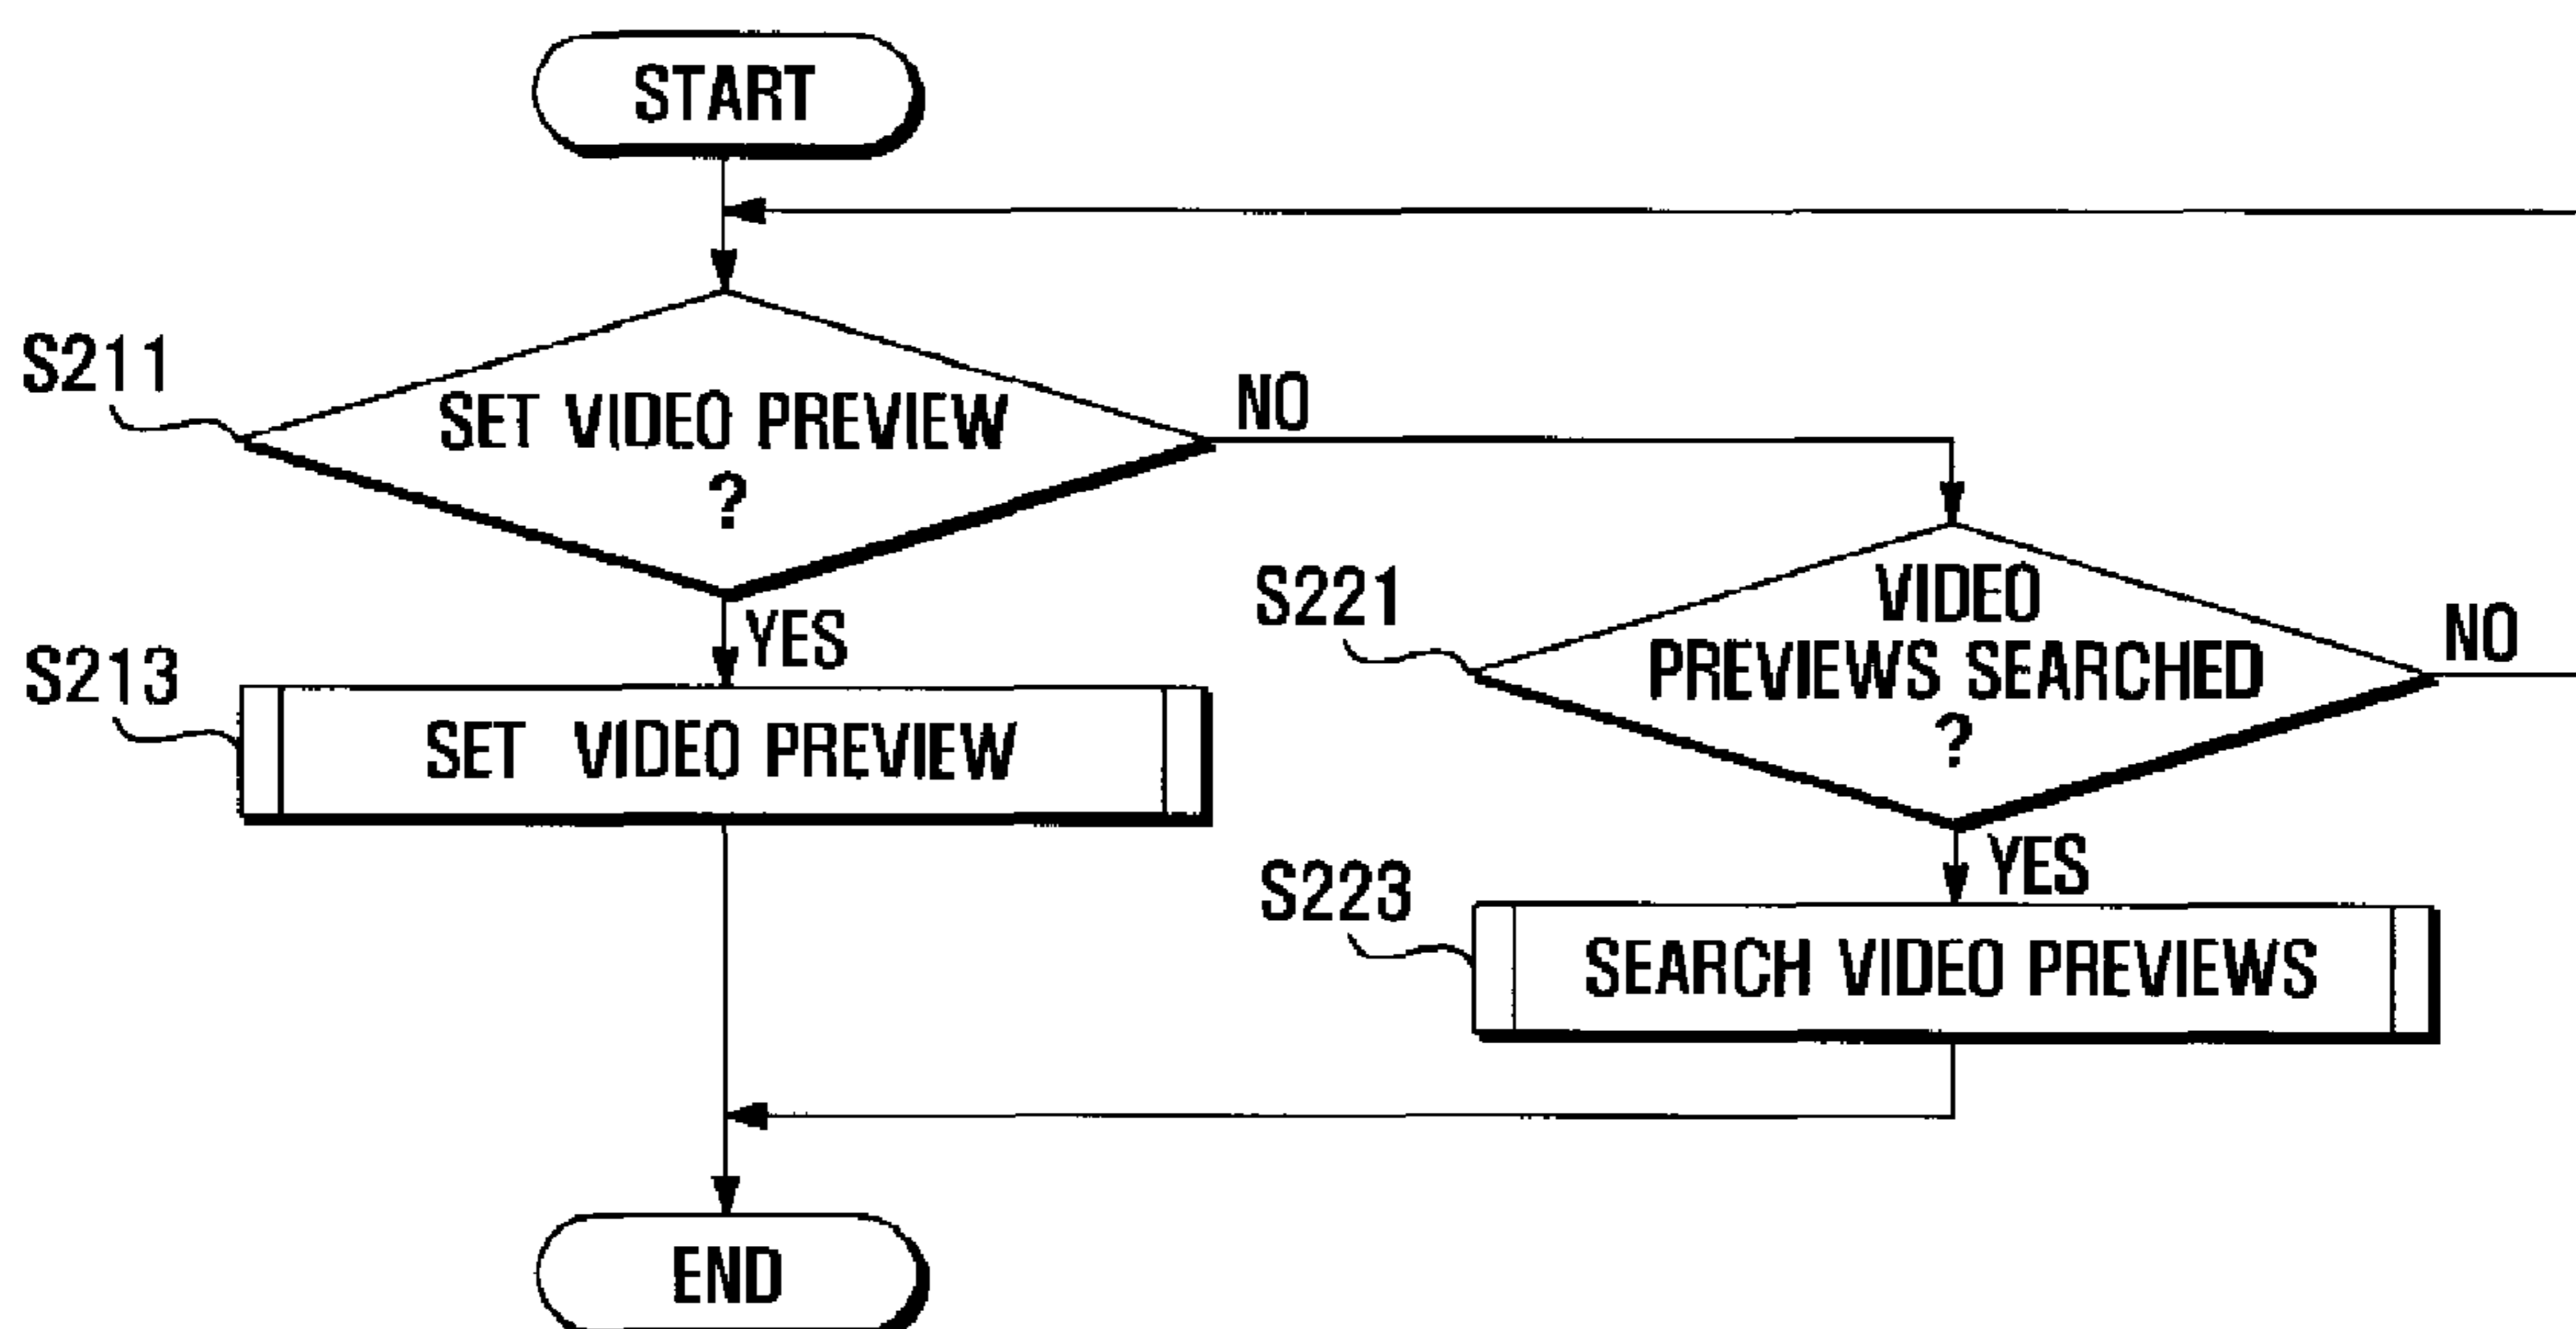 START
S211
SET VIDEO PREVIEW
?
NO
YES
S213
SET VIDEO PREVIEW
S221
VIDEO
PREVIEWS SEARCHED
?
NO
YES
S223
SEARCH VIDEO PREVIEWS
END